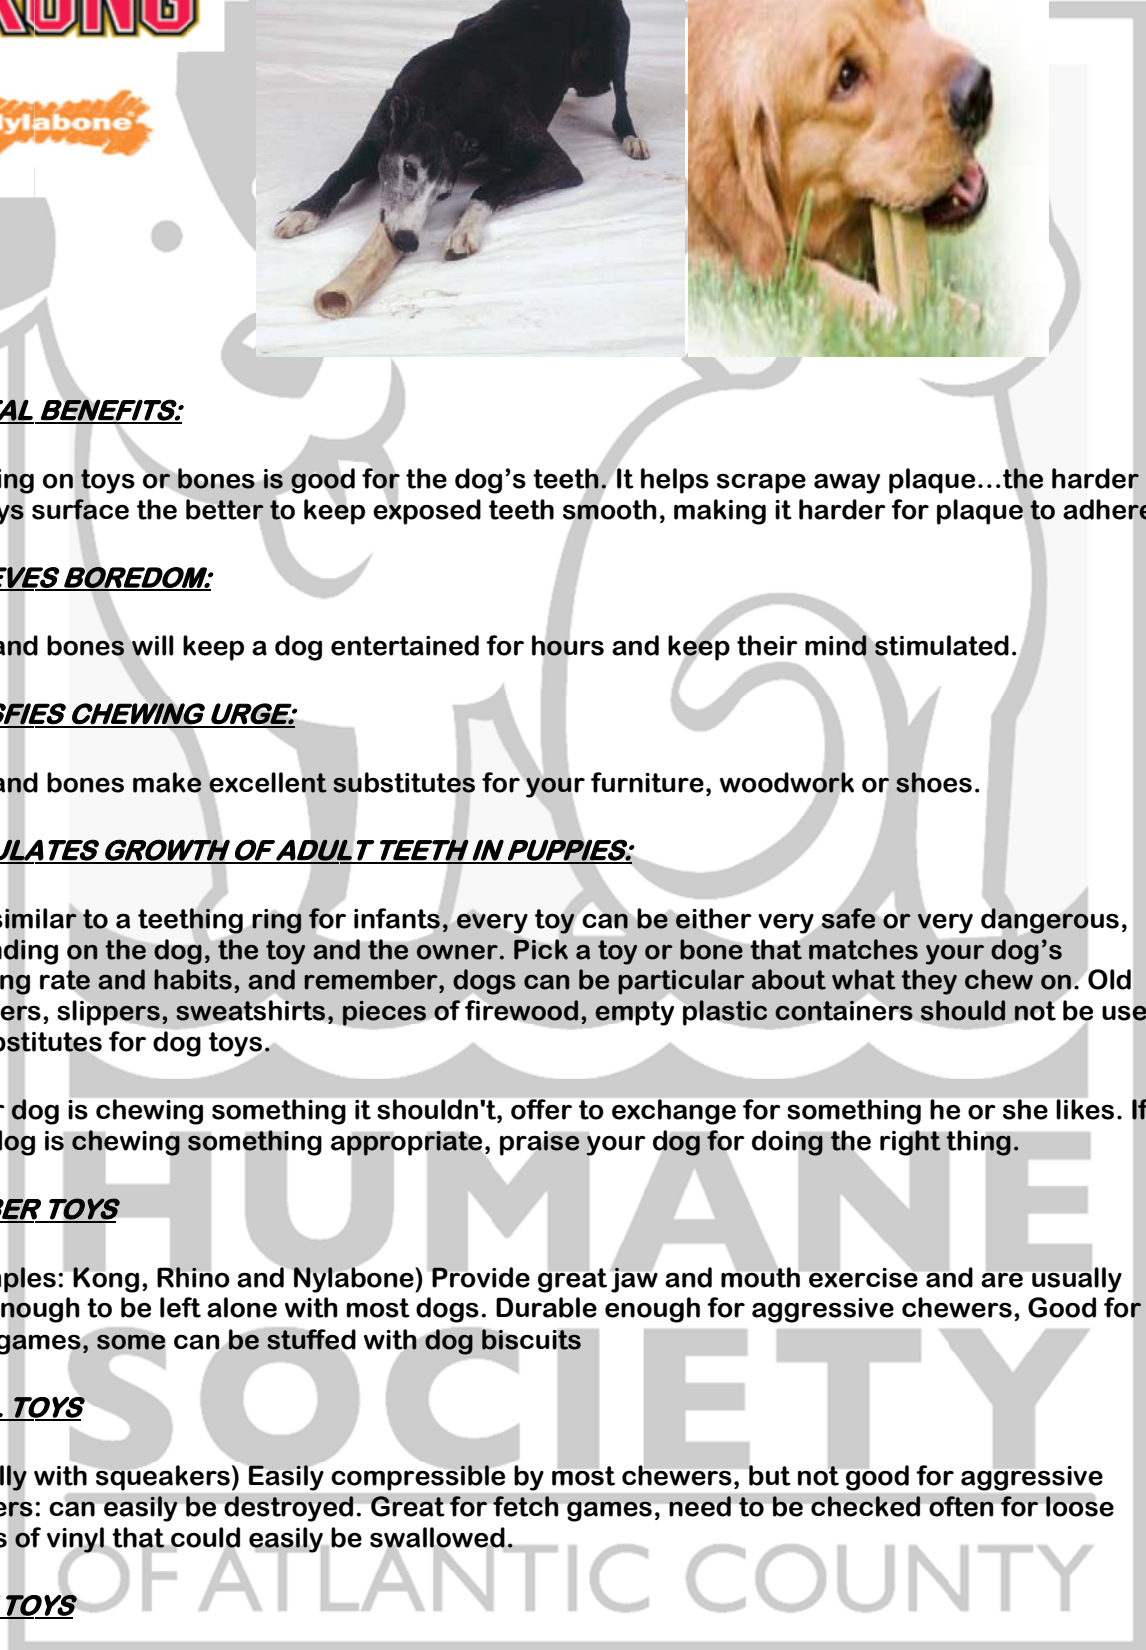 KONG
ylabone
TAL BENEFITS:
ing on toys or bones is good for the dog’s teeth. It helps scrape away plaque…the harder
ys surface the better to keep exposed teeth smooth, making it harder for plaque to adhere
EVES BOREDOM:
and bones will keep a dog entertained for hours and keep their mind stimulated.
SFIES CHEWING URGE:
and bones make excellent substitutes for your furniture, woodwork or shoes.
ULATES GROWTH OF ADULT TEETH IN PUPPIES:
similar to a teething ring for infants, every toy can be either very safe or very dangerous,
nding on the dog, the toy and the owner. Pick a toy or bone that matches your dog’s
ng rate and habits, and remember, dogs can be particular about what they chew on. Old
ers, slippers, sweatshirts, pieces of firewood, empty plastic containers should not be use
bstitutes for dog toys.
r dog is chewing something it shouldn't, offer to exchange for something he or she likes. If
dog is chewing something appropriate, praise your dog for doing the right thing.
HUMANE
BER TOYS
mples: Kong, Rhino and Nylabone) Provide great jaw and mouth exercise and are usually
nough to be left alone with most dogs. Durable enough for aggressive chewers, Good for
games, some can be stuffed with dog biscuits
SOCIETY
L TOYS
lly with squeakers) Easily compressible by most chewers, but not good for aggressive
ers: can easily be destroyed. Great for fetch games, need to be checked often for loose
s of vinyl that could easily be swallowed.
OF ATLANTIC COUNTY
TOYS